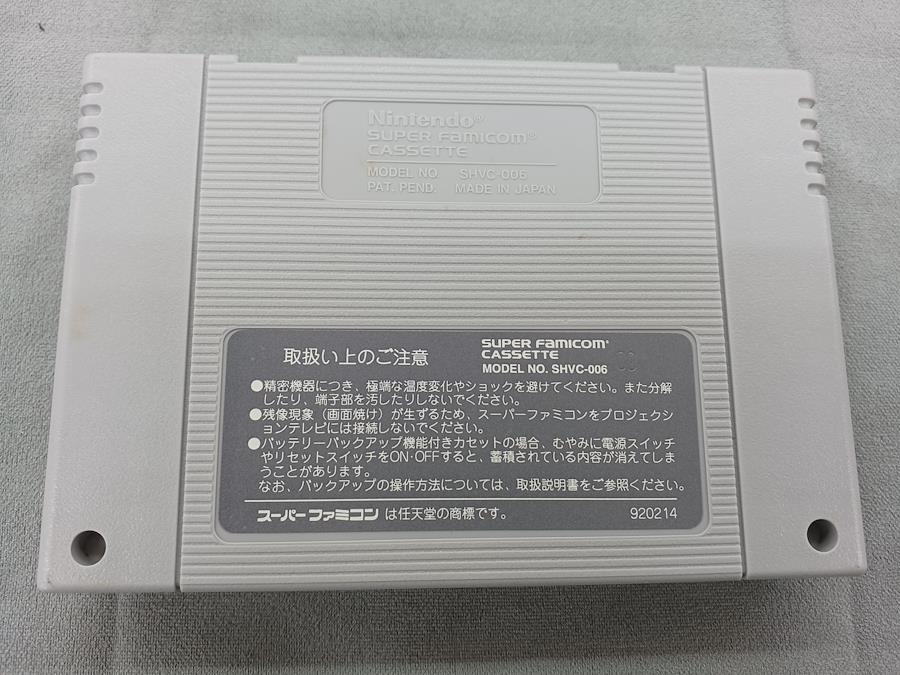 Nintendo®
SUPER FAMICOM®
CASSETTE
MODEL NO SHVC-006
PAT. PEND. MADE IN JAPAN
取扱い上のご注意
SUPER FAMICOM®
CASSETTE
MODEL NO. SHVC-006
●精密機器につき、極端な温度変化やショックを避けてください。また分解
したり、端子部を汚したりしないでください。
●残像現象（画面焼け）が生ずるため、スーパーファミコンをプロジェクシ
ョンテレビには接続しないでください。
●バッテリーバックアップ機能付きカセットの場合、むやみに電源スイッチ
やリセットスイッチをON・OFFすると、蓄積されている内容が消えてしま
うことがあります。
なお、バックアップの操作方法については、取扱説明書をご参照ください。
スーパーファミコン は任天堂の商標です。
920214